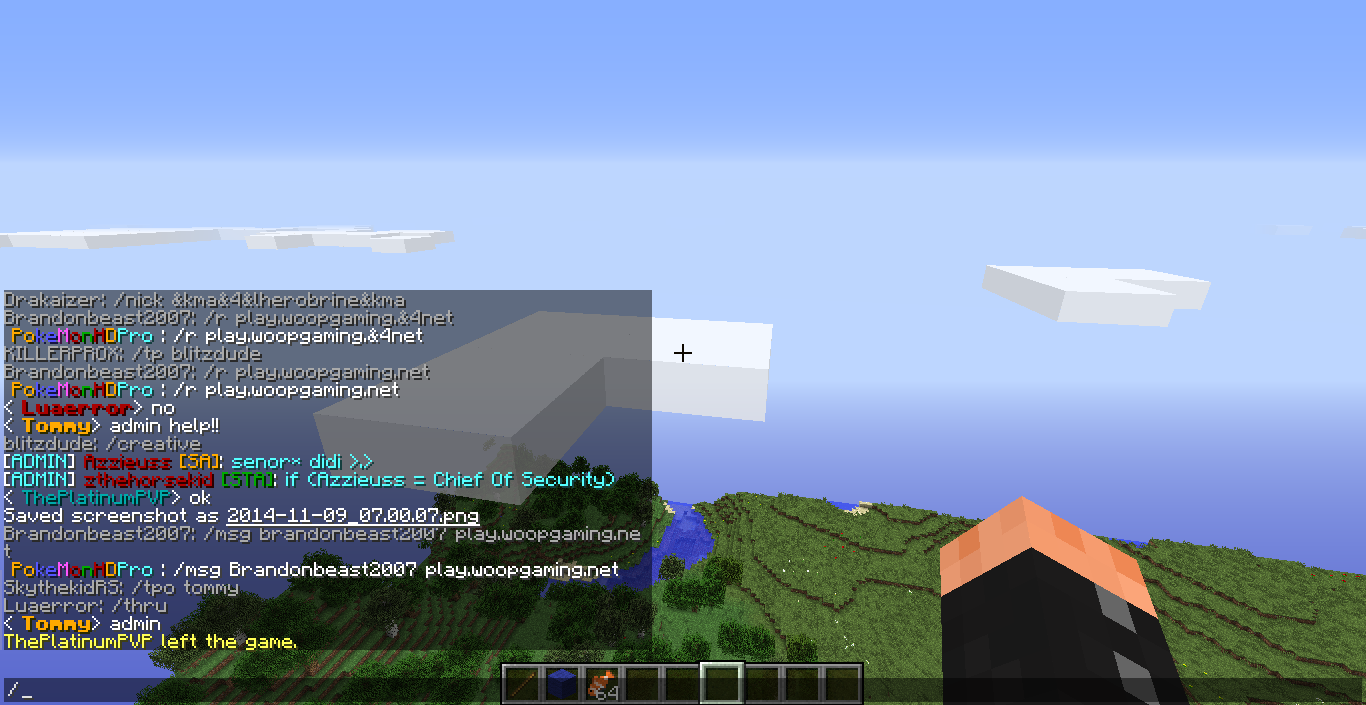 Drakaizer: /nick &kma&4&lherobrine&kma
Brandonbeast2007: /r play.woopgaming.&4net
PokeMonHDPro : /r play.woopgaming.&4net
KILLERPROX: /tp blitzdude
Brandonbeast2007: /r play.woopgaming.net
PokeMonHDPro : /r play.woopgaming.net
< Luaerror> no
< Tommy> admin help!!
blitzdude: /creative
[ADMIN] Azzieuss [SA]: senor* didi >.>
[ADMIN] zthehorsekid [STA]: if (Azzieuss = Chief Of Security)
< ThePlatinumPVP> ok
Saved screenshot as 2014-11-09_07.00.07.png
Brandonbeast2007: /msg brandonbeast2007 play.woopgaming.ne
t
PokeMonHDPro : /msg Brandonbeast2007 play.woopgaming.net
SkythekidRS: /tpo tommy
Luaerror: /thru
< Tommy> admin
ThePlatinumPVP left the game.
64
/_